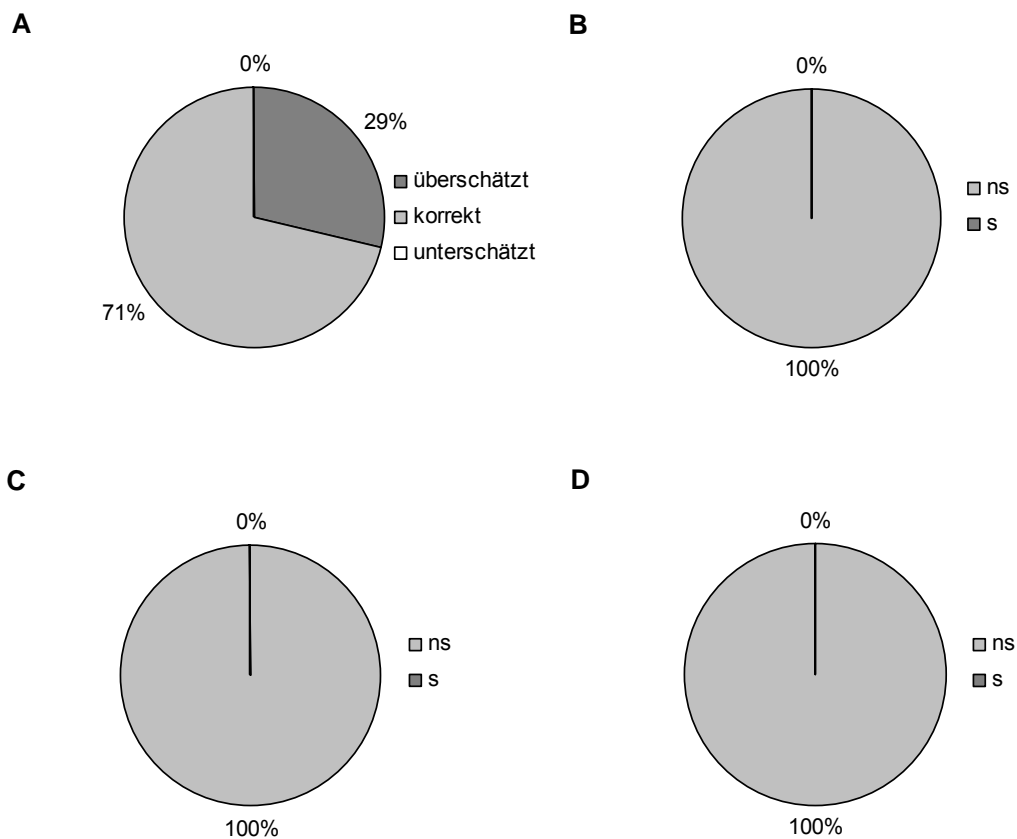 A
0%
29%
überschätzt
korrekt
unterschätzt
71%
B
0%
ns
s
100%
C
0%
ns
s
100%
D
0%
ns
s
100%